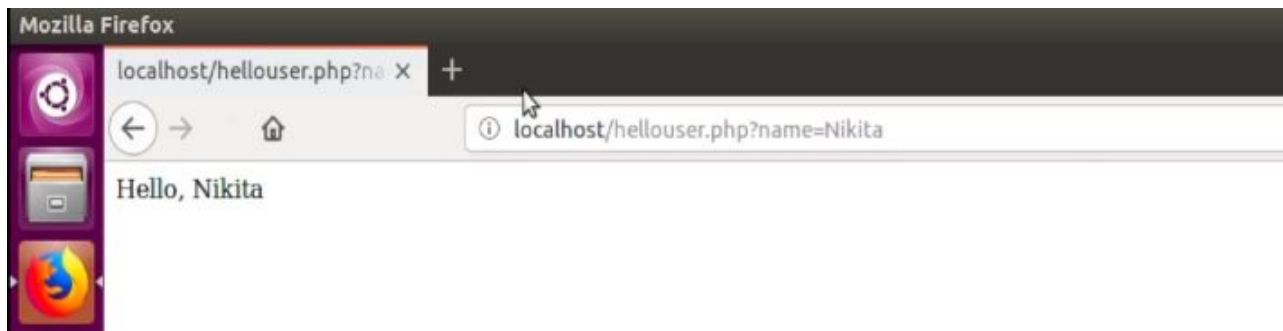 Mozilla Firefox
localhost/hellouser.php?na
localhost/hellouser.php?name=Nikita
Hello, Nikita